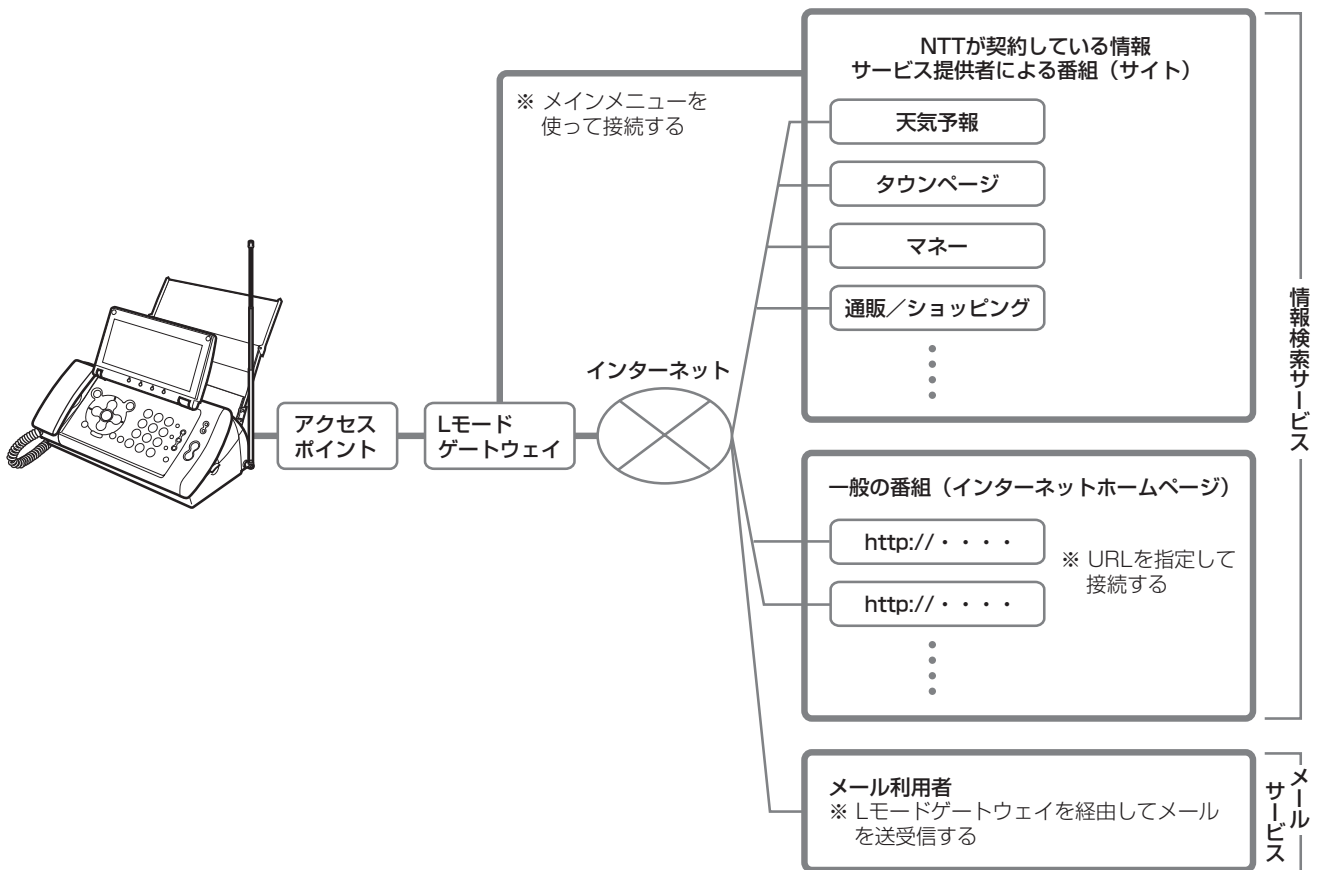 NTTが契約している情報
サービス提供者による番組（サイト）
※ メインメニューを
使って接続する
天気予報
タウンページ
マネー
通販／ショッピング
インターネット
アクセス
ポイント
Lモード
ゲートウェイ
一般の番組（インターネットホームページ）
http://・・・・
※ URLを指定して
接続する
http://・・・・
情報検索サービス
メール利用者
※ Lモードゲートウェイを経由してメール
を送受信する
メール
サービス